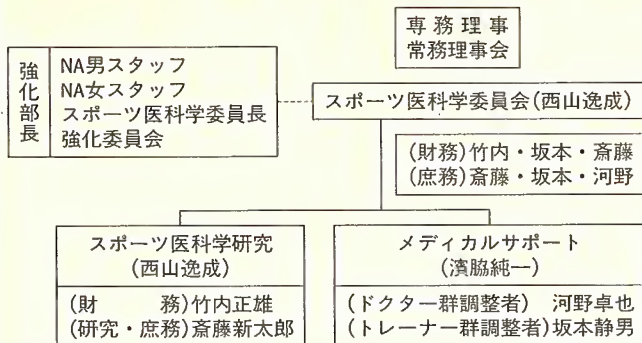 専務理事
常務理事会
強化部長
NA男スタッフ
NA女スタッフ
スポーツ医科学委員長
強化委員会
スポーツ医科学委員会(西山逸成)
(財務)竹内・坂本・斎藤
(庶務)斎藤・坂本・河野
スポーツ医科学研究
(西山逸成)
(財　　務)竹内正雄
(研究・庶務)斎藤新太郎
メディカルサポート
(濱脇純一)
(ドクター群調整者)　河野卓也
(トレーナー群調整者)坂本静男